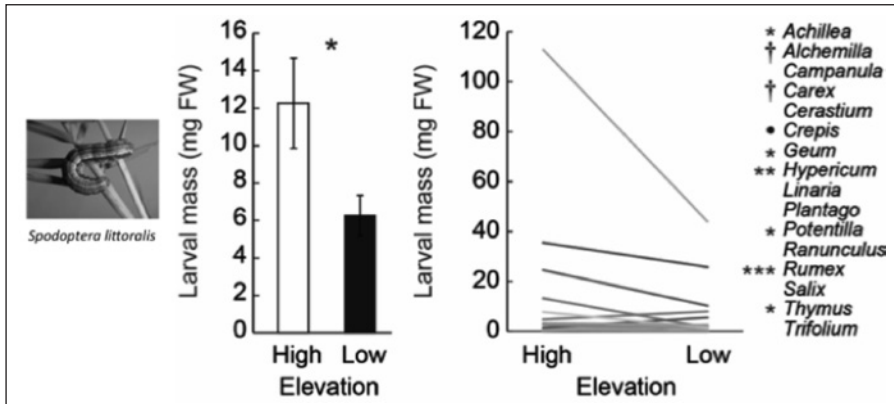 Spodoptera littoralis
Larval mass (mg FW)
16
14
12
10
8
6
4
2
0
*
High Low
Elevation
Larval mass (mg FW)
120
100
80
60
40
20
0
High Low
Elevation
* Achillea
† Alchemilla
Campanula
† Carex
Cerastium
• Crepis
* Geum
** Hypericum
Linaria
Plantago
* Potentilla
Ranunculus
*** Rumex
Salix
* Thymus
Trifolium